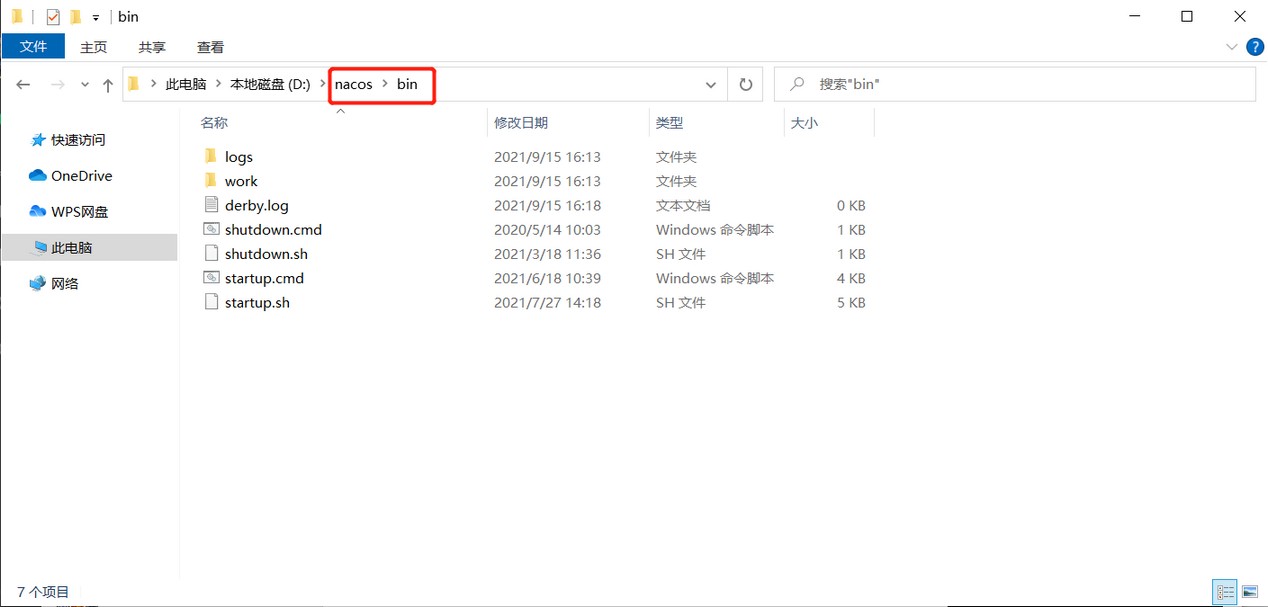 bin
文件 主页 共享 查看
此电脑 本地磁盘 (D:) nacos bin 搜索"bin"
名称 修改日期 类型 大小
快速访问
OneDrive
WPS网盘
此电脑
网络
logs 2021/9/15 16:13 文件夹
work 2021/9/15 16:13 文件夹
derby.log 2021/9/15 16:18 文本文档 0 KB
shutdown.cmd 2020/5/14 10:03 Windows 命令脚本 1 KB
shutdown.sh 2021/3/18 11:36 SH 文件 1 KB
startup.cmd 2021/6/18 10:39 Windows 命令脚本 4 KB
startup.sh 2021/7/27 14:18 SH 文件 5 KB
7 个项目